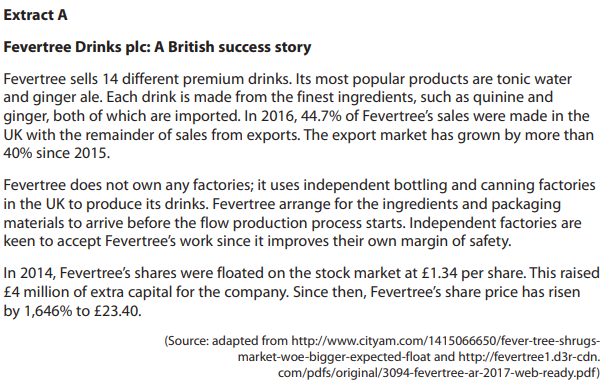 Extract A
Fevertree Drinks plc: A British success story
Fevertree sells 14 different premium drinks. Its most popular products are tonic water
and ginger ale. Each drink is made from the finest ingredients, such as quinine and
ginger, both of which are imported. In 2016, 44.7% of Fevertree’s sales were made in the
UK with the remainder of sales from exports. The export market has grown by more than
40% since 2015.
Fevertree does not own any factories; it uses independent bottling and canning factories
in the UK to produce its drinks. Fevertree arrange for the ingredients and packaging
materials to arrive before the flow production process starts. Independent factories are
keen to accept Fevertree’s work since it improves their own margin of safety.
In 2014, Fevertree’s shares were floated on the stock market at £1.34 per share. This raised
£4 million of extra capital for the company. Since then, Fevertree’s share price has risen
by 1,646% to £23.40.
(Source: adapted from http://www.cityam.com/1415066650/fever-tree-shrugs-
market-woe-bigger-expected-float and http://fevertree1.d3r-cdn.
com/pdfs/original/3094-fevertree-ar-2017-web-ready.pdf)